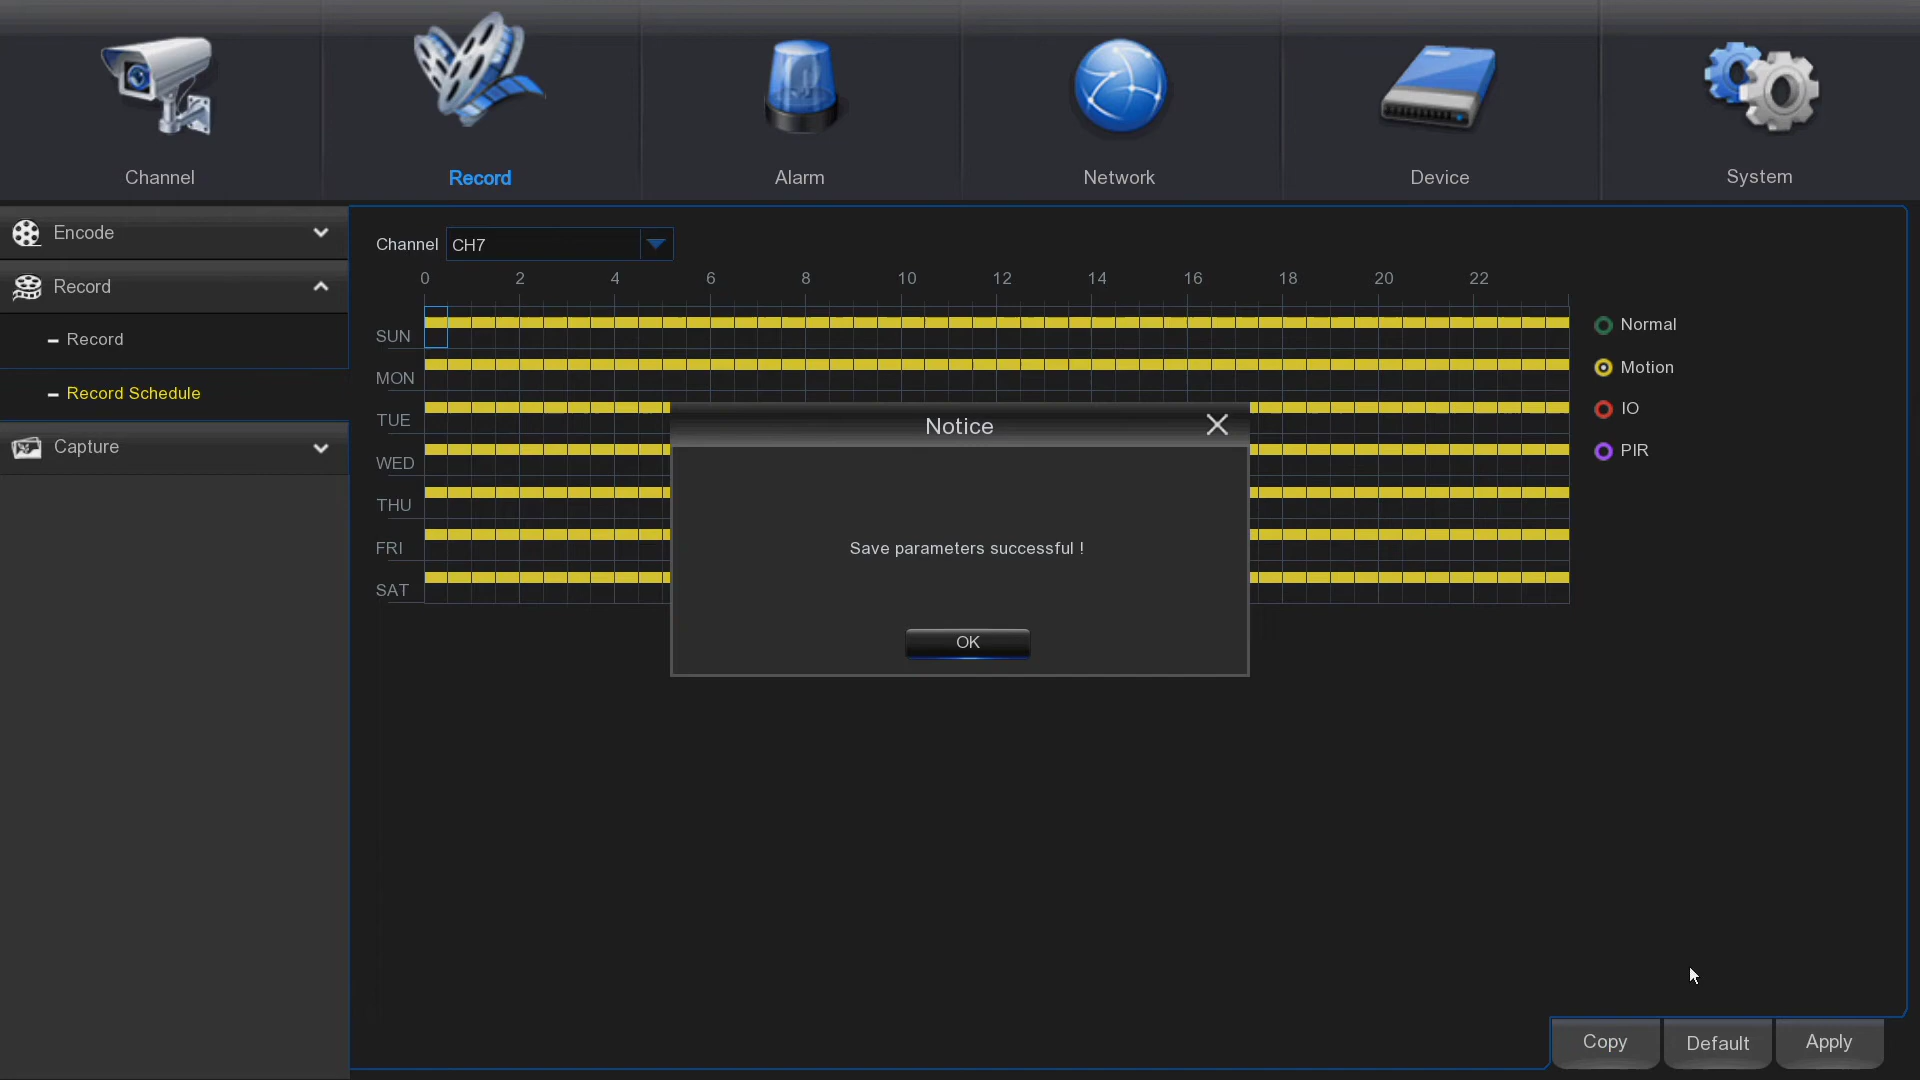 Channel Record Alarm Network Device System
Encode
Record
Record
Record Schedule
Capture
Channel CH7
0 2 4 6 8 10 12 14 16 18 20 22
SUN
MON
TUE
WED
THU
FRI
SAT
Normal
Motion
IO
PIR
Notice
Save parameters successful !
OK
Copy Default Apply